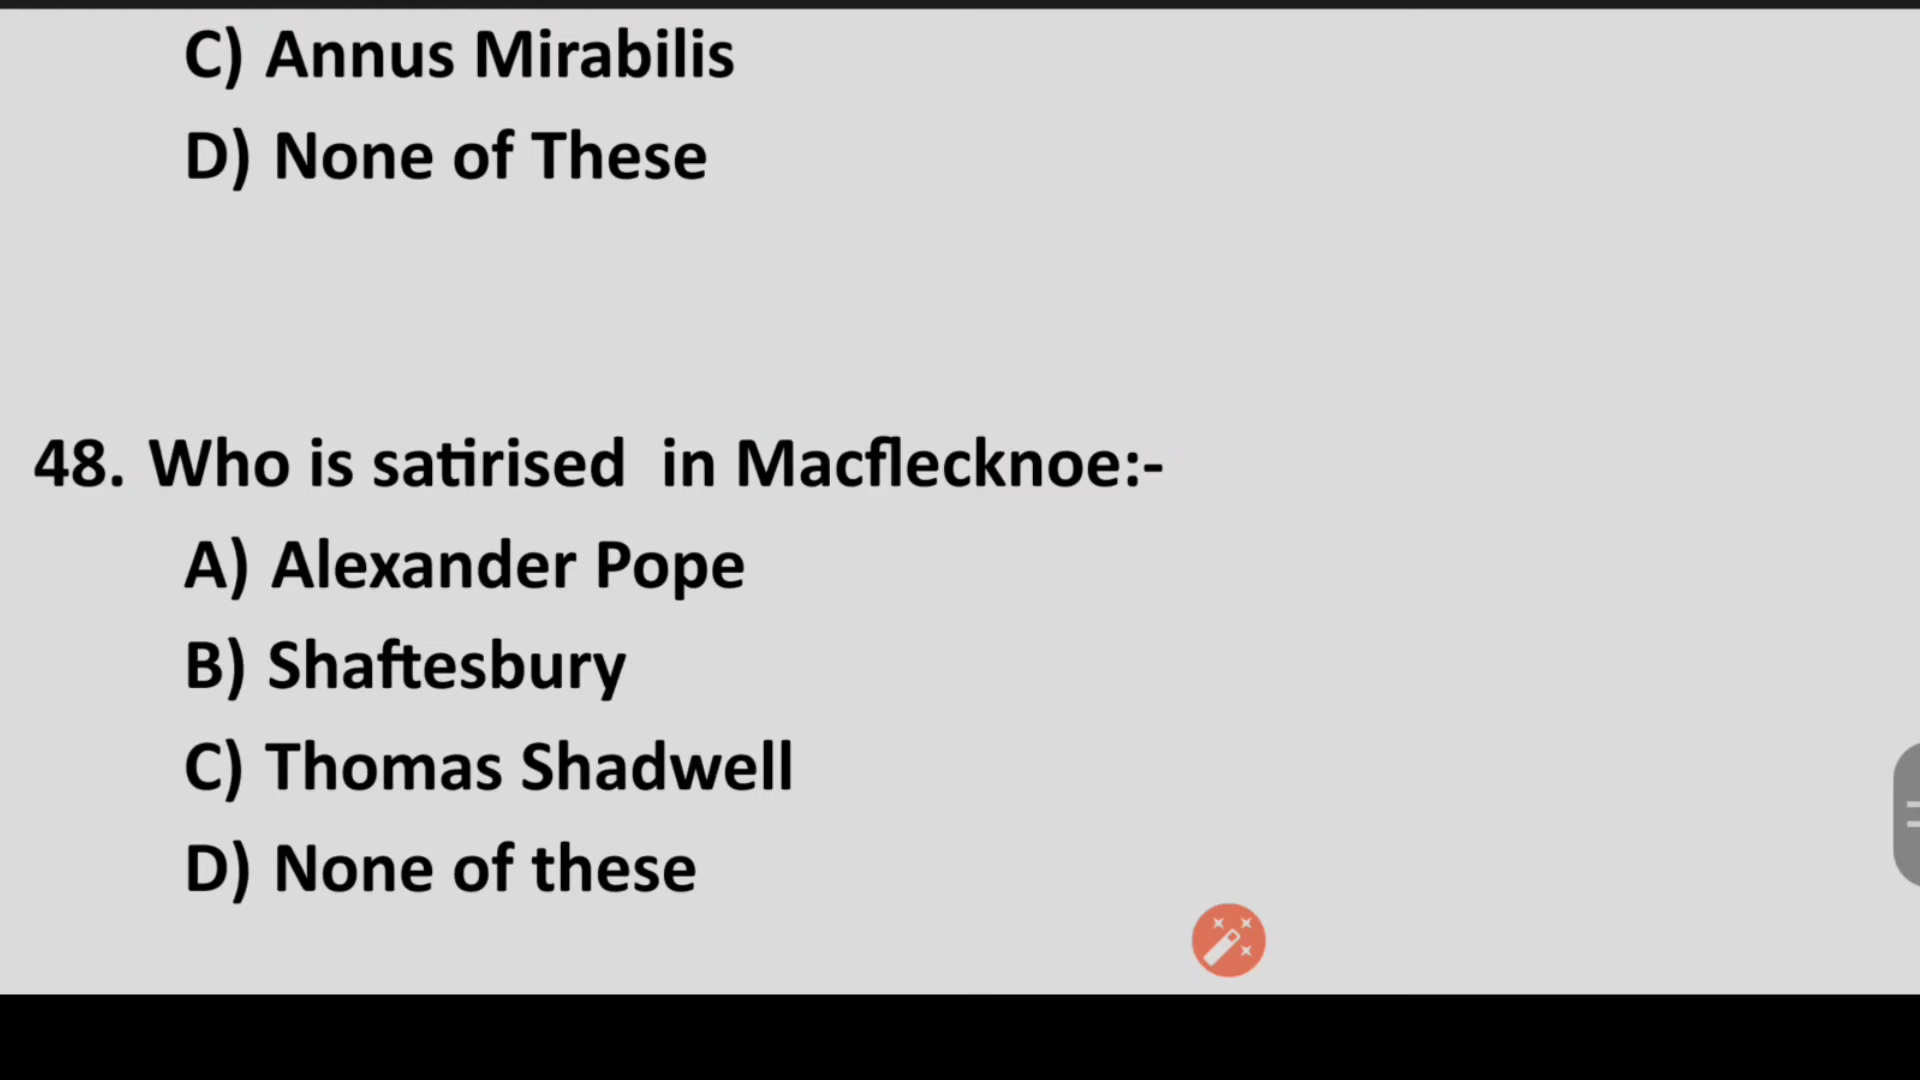 C) Annus Mirabilis
D) None of These
48. Who is satirised  in Macflecknoe:-
A) Alexander Pope
B) Shaftesbury
C) Thomas Shadwell
D) None of these